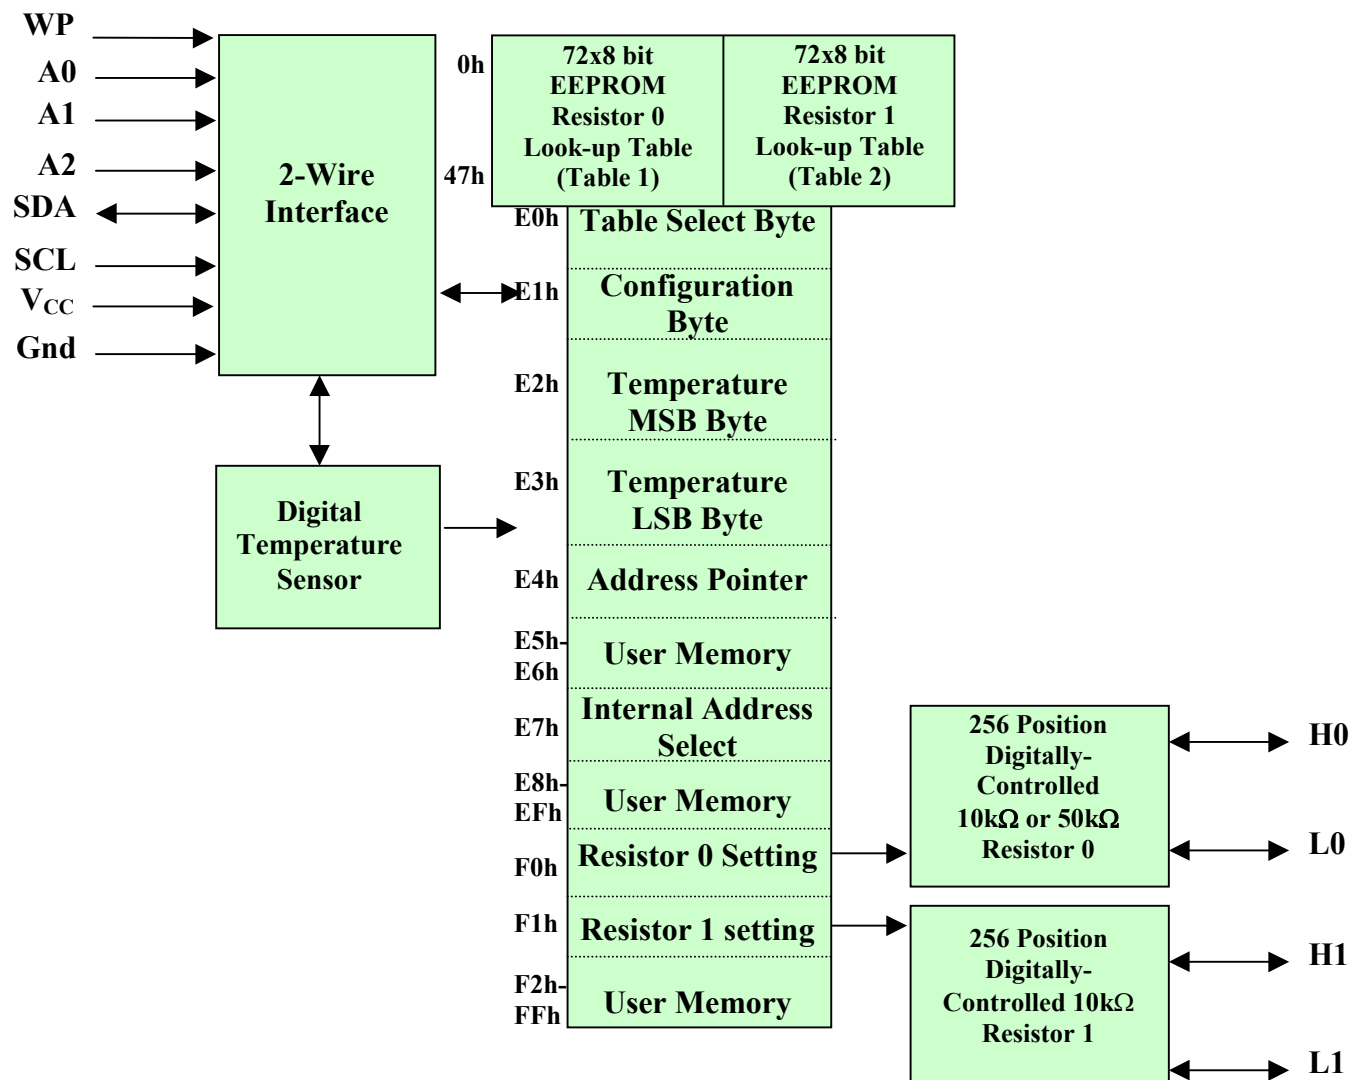 WP
A0
A1
A2
SDA
SCL
VCC
Gnd
2-Wire
Interface
Digital
Temperature
Sensor
0h
47h
72x8 bit
EEPROM
Resistor 0
Look-up Table
(Table 1)
72x8 bit
EEPROM
Resistor 1
Look-up Table
(Table 2)
E0h
Table Select Byte
E1h
Configuration
Byte
E2h
Temperature
MSB Byte
E3h
Temperature
LSB Byte
E4h
Address Pointer
E5h-
E6h
User Memory
E7h
Internal Address
Select
E8h-
EFh
User Memory
F0h
Resistor 0 Setting
F1h
Resistor 1 setting
F2h-
FFh
User Memory
256 Position
Digitally-
Controlled
10kΩ or 50kΩ
Resistor 0
H0
L0
256 Position
Digitally-
Controlled 10kΩ
Resistor 1
H1
L1